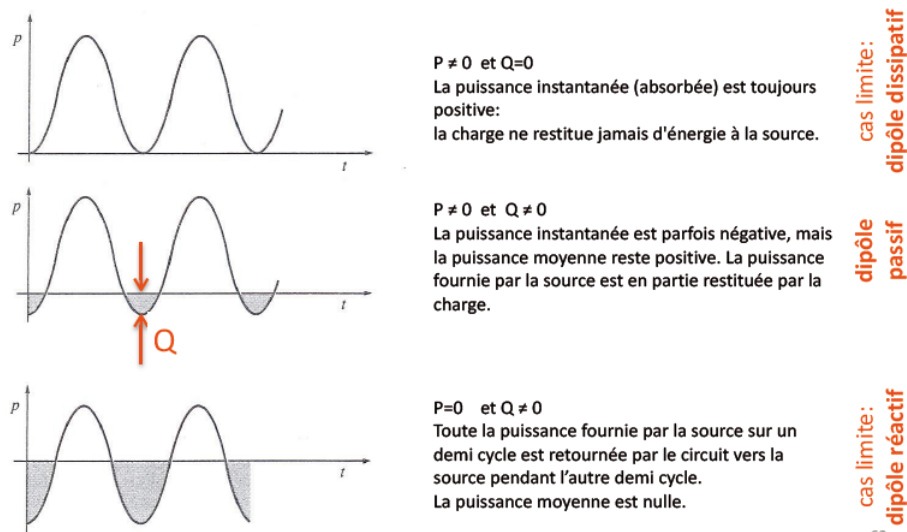 p
t
P ≠ 0 et Q=0
La puissance instantanée (absorbée) est toujours
positive:
la charge ne restitue jamais d'énergie à la source.
cas limite:
dipôle dissipatif
p
t
Q
P ≠ 0 et Q ≠ 0
La puissance instantanée est parfois négative, mais
la puissance moyenne reste positive. La puissance
fournie par la source est en partie restituée par la
charge.
dipôle
passif
p
t
P=0 et Q ≠ 0
Toute la puissance fournie par la source sur un
demi cycle est retournée par le circuit vers la
source pendant l'autre demi cycle.
La puissance moyenne est nulle.
cas limite:
dipôle réactif